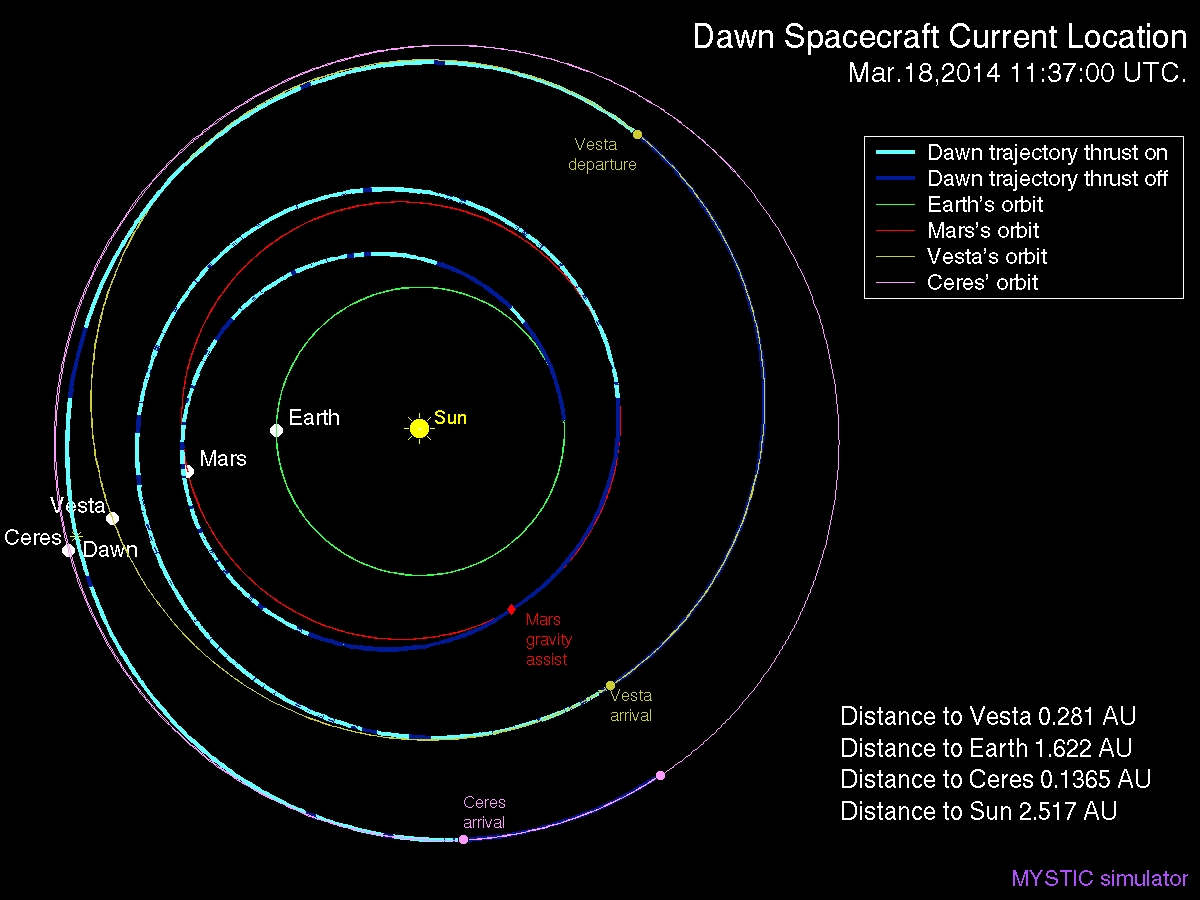 Dawn Spacecraft Current Location
Mar.18,2014 11:37:00 UTC.
Dawn trajectory thrust on
Dawn trajectory thrust off
Earth's orbit
Mars's orbit
Vesta's orbit
Ceres' orbit
Vesta
departure
Sun
Earth
Mars
Vesta
Ceres
Dawn
Mars
gravity
assist
Vesta
arrival
Ceres
arrival
Distance to Vesta 0.281 AU
Distance to Earth 1.622 AU
Distance to Ceres 0.1365 AU
Distance to Sun 2.517 AU
MYSTIC simulator